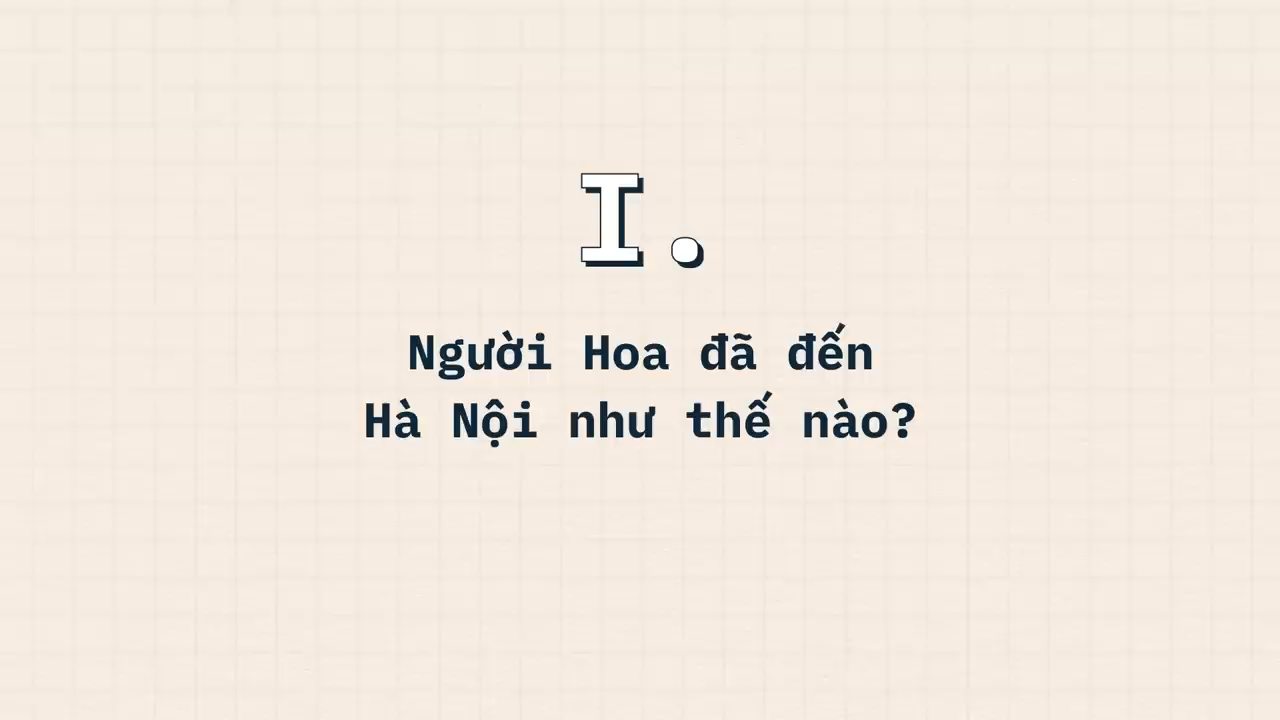 I.
Người Hoa đã đến
Hà Nội như thế nào?